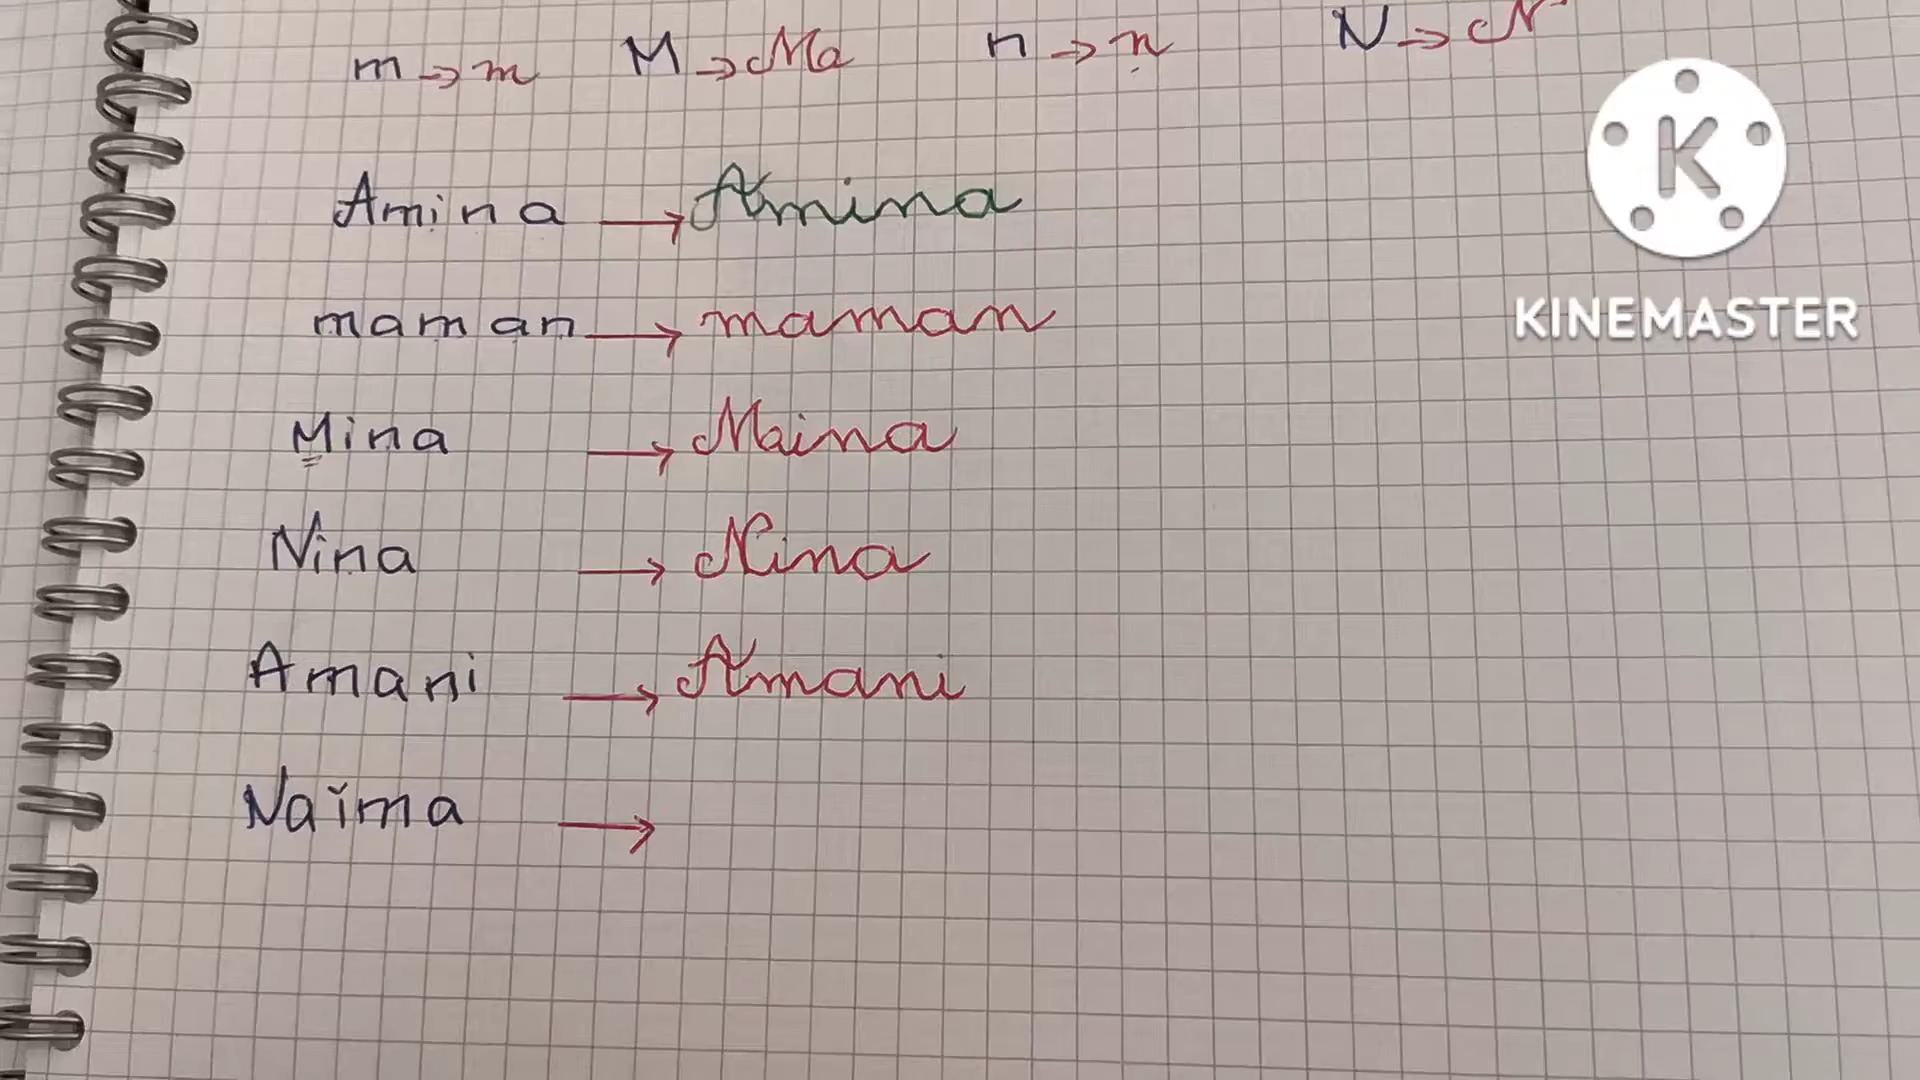 m → m M → M n → n N → N
Amina → Amina
maman → maman
Mina → Mina
Nina → Nina
Amani → Amani
Naïma →
KINEMASTER